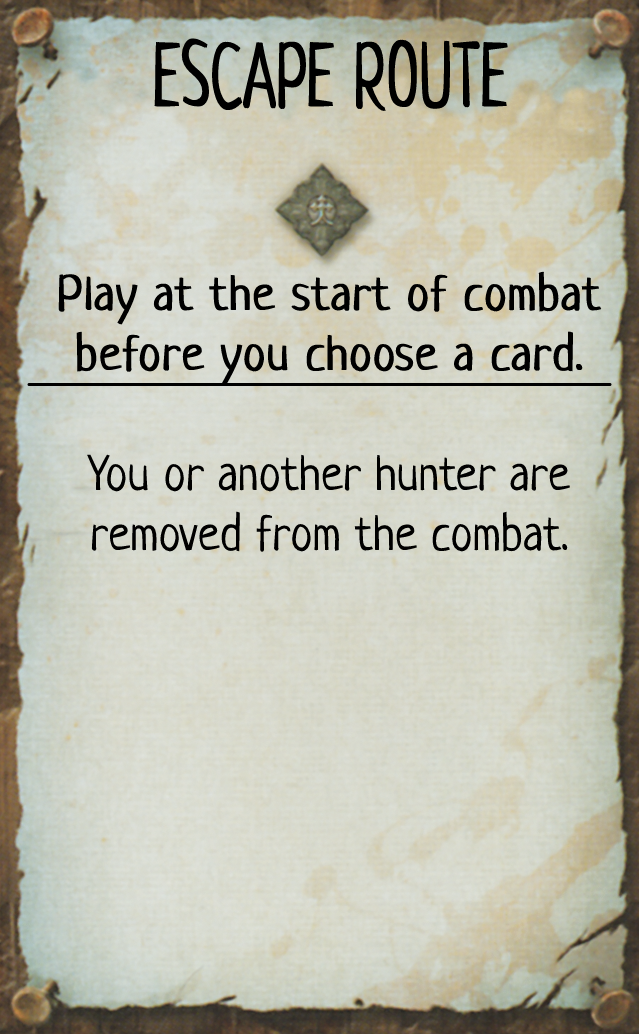 ESCAPE ROUTE
Play at the start of combat
before you choose a card.
You or another hunter are
removed from the combat.